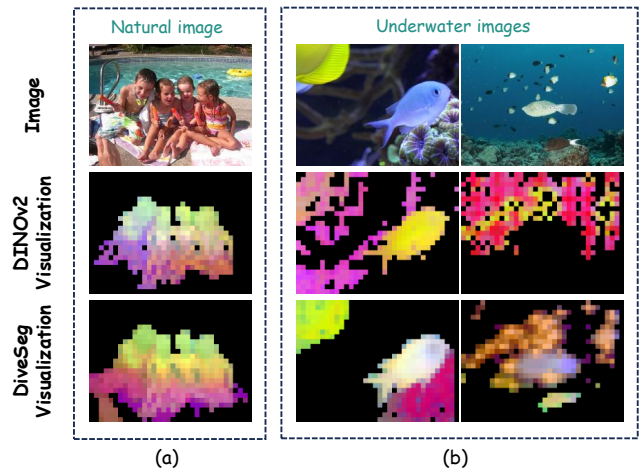 Natural image
Underwater images
Image
DINOv2
Visualization
DiveSeg
Visualization
(a)
(b)